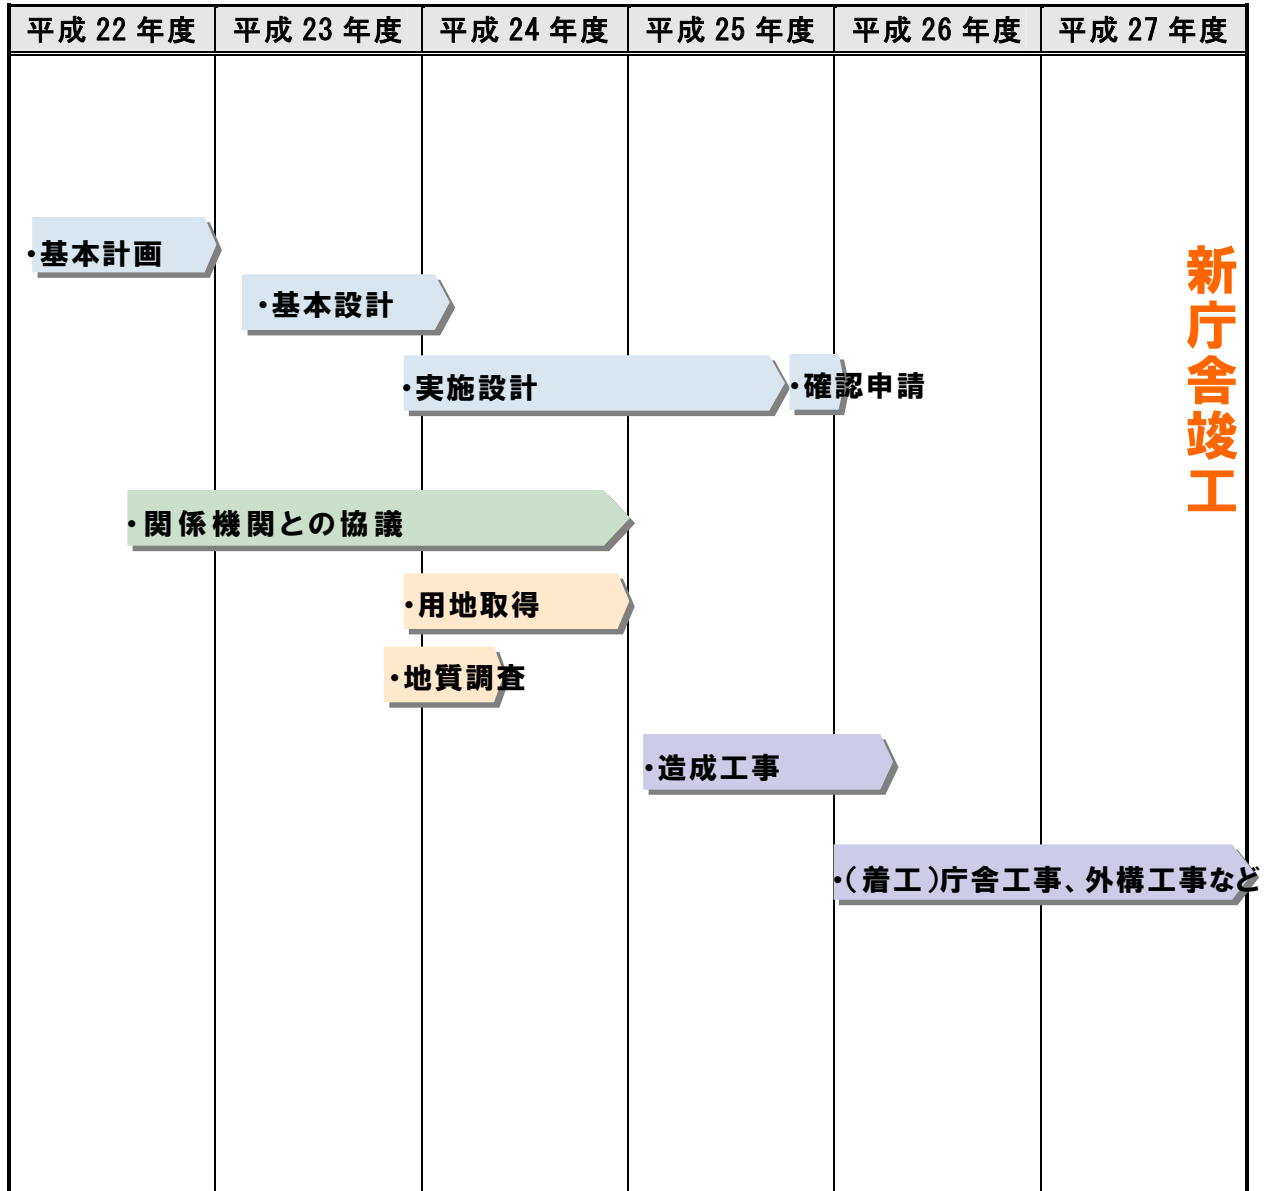 平成 22 年度 平成 23 年度 平成 24 年度 平成 25 年度 平成 26 年度 平成 27 年度
・基本計画
・基本設計
・実施設計 ・確認申請
新庁舎竣工
・関係機関との協議
・用地取得
・地質調査
・造成工事
・(着工)庁舎工事、外構工事など